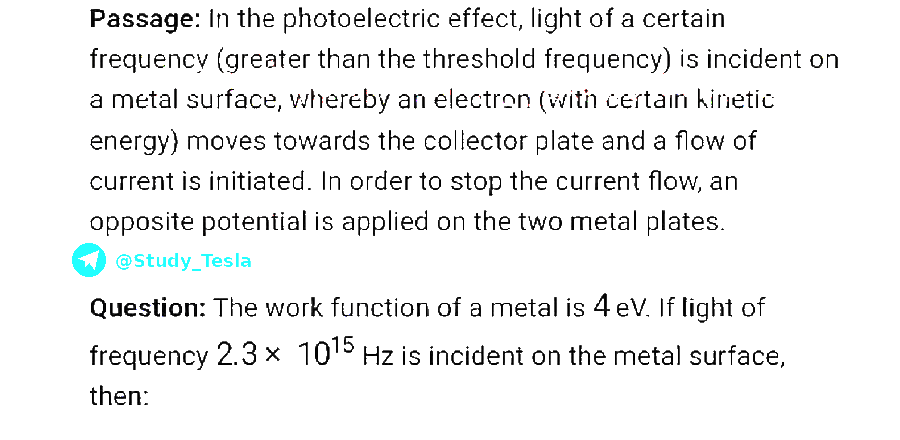 Passage: In the photoelectric effect, light of a certain
frequency (greater than the threshold frequency) is incident on
a metal surface, whereby an electron (with certain kinetic
energy) moves towards the collector plate and a flow of
current is initiated. In order to stop the current flow, an
opposite potential is applied on the two metal plates.
@Study_Tesla
Question: The work function of a metal is 4 eV. If light of
frequency 2.3 × 10¹⁵ Hz is incident on the metal surface,
then: